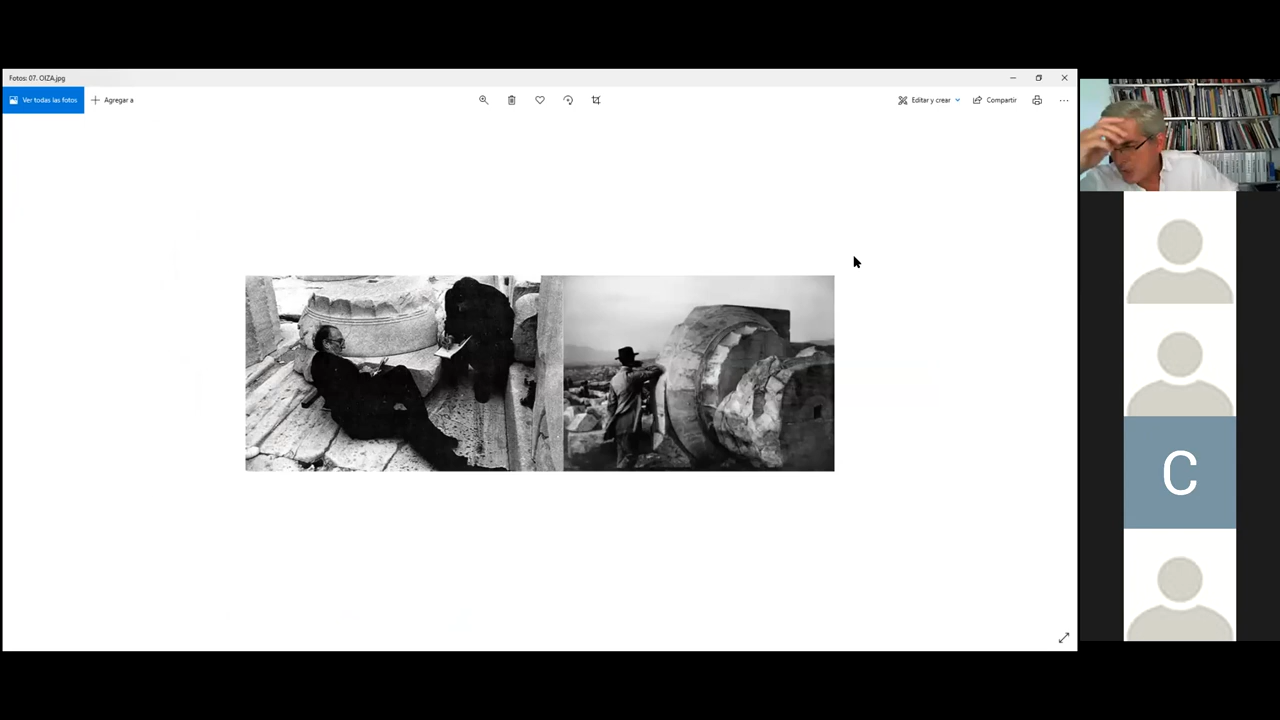 Fotos: 07. OIZA.jpg
Ver todas las fotos
Agregar a
Editar y crear
Compartir
C